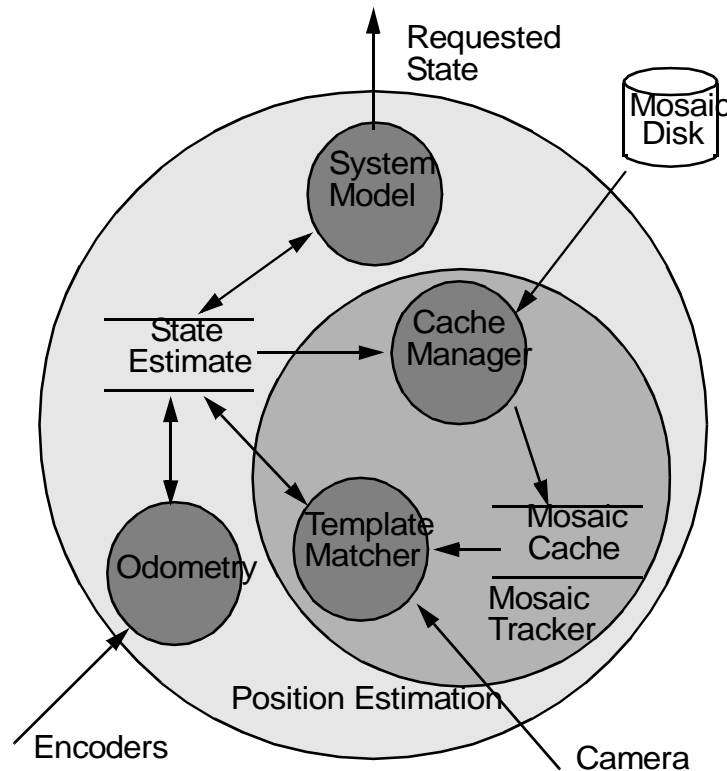 Requested
State
Mosaic
Disk
System
Model
State
Estimate
Cache
Manager
Odometry
Template
Matcher
Mosaic
Cache
Mosaic
Tracker
Position Estimation
Encoders
Camera